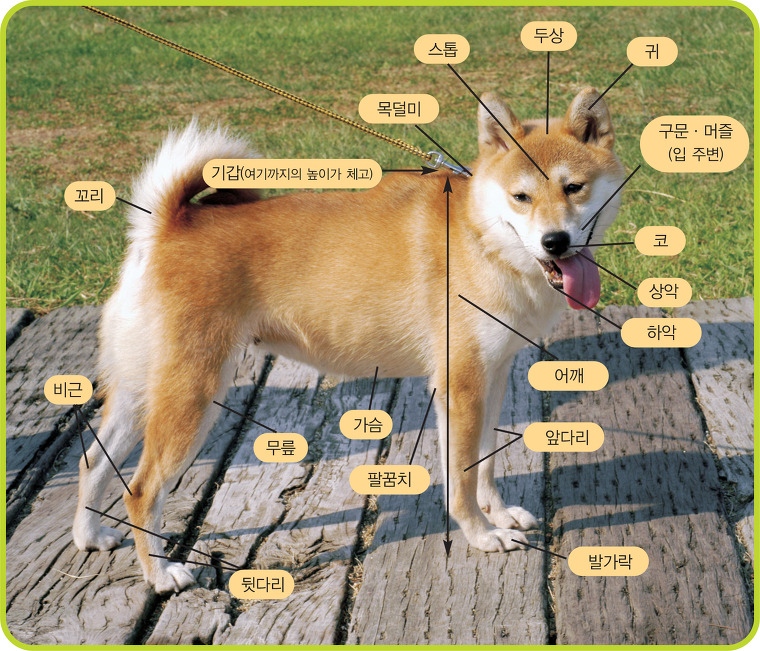 두상
스톱
귀
목덜미
구문 · 머즐
(입 주변)
기갑(여기까지의 높이가 체고)
꼬리
코
상악
하악
어깨
비근
가슴
앞다리
무릎
팔꿈치
발가락
뒷다리